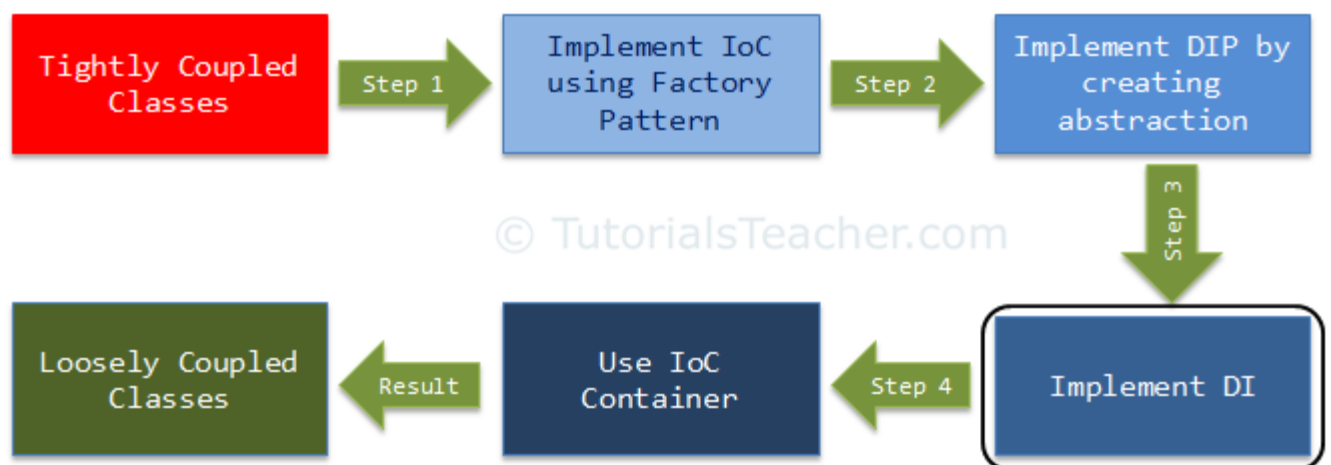 Tightly Coupled
Classes
Step 1
Implement IoC
using Factory
Pattern
Step 2
Implement DIP by
creating
abstraction
Step 3
© TutorialsTeacher.com
Implement DI
Step 4
Use IoC
Container
Result
Loosely Coupled
Classes